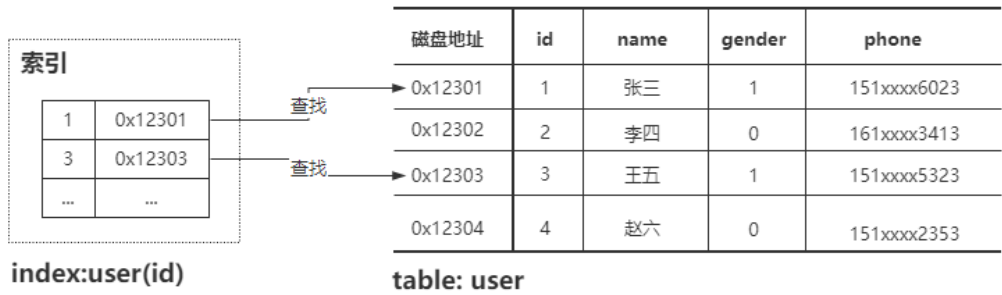 索引
1 0x12301
3 0x12303
... ...
index:user(id)
查找
查找
磁盘地址 id name gender phone
0x12301 1 张三 1 151xxxx6023
0x12302 2 李四 0 161xxxx3413
0x12303 3 王五 1 151xxxx5323
0x12304 4 赵六 0 151xxxx2353
table: user